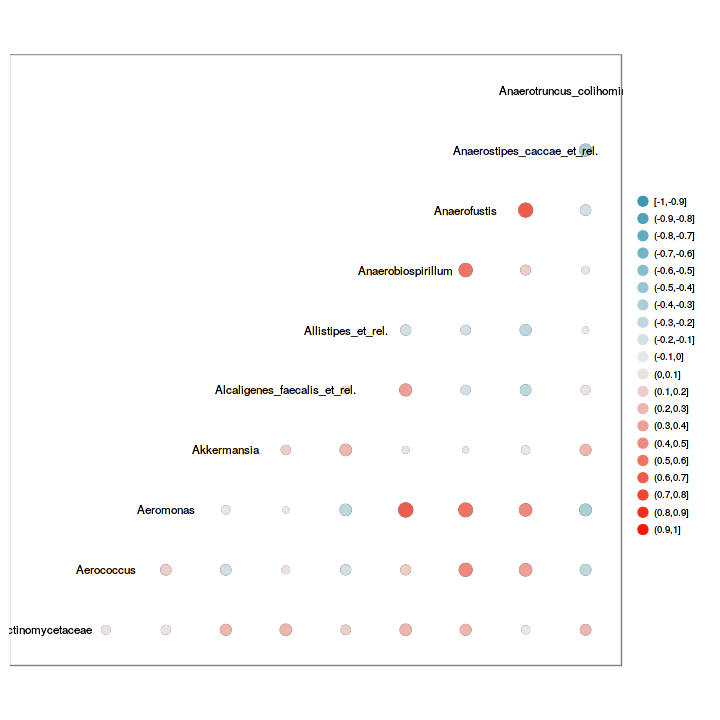 Anaerotruncus_colihomi
Anaerostipes_caccae_et_rel.
Anaerofustis
Anaerobiospirillum
Allistipes_et_rel.
Alcaligenes_faecalis_et_rel.
Akkermansia
Aeromonas
Aerococcus
ctinomycetaceae
[-1,-0.9]
(-0.9,-0.8]
(-0.8,-0.7]
(-0.7,-0.6]
(-0.6,-0.5]
(-0.5,-0.4]
(-0.4,-0.3]
(-0.3,-0.2]
(-0.2,-0.1]
(-0.1,0]
(0,0.1]
(0.1,0.2]
(0.2,0.3]
(0.3,0.4]
(0.4,0.5]
(0.5,0.6]
(0.6,0.7]
(0.7,0.8]
(0.8,0.9]
(0.9,1]